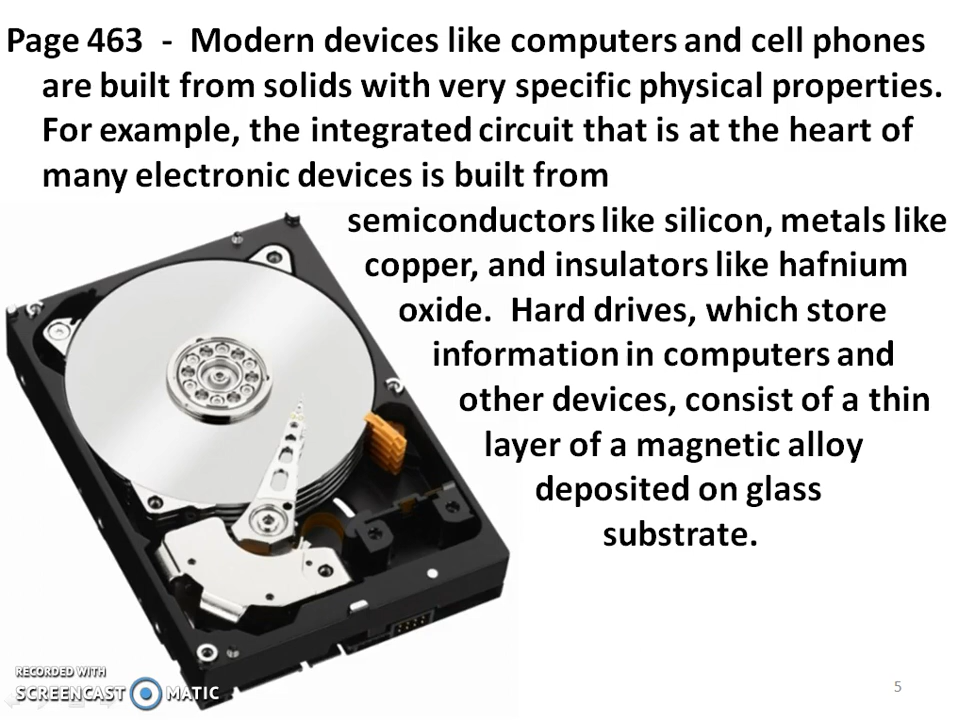 Page 463 - Modern devices like computers and cell phones
are built from solids with very specific physical properties.
For example, the integrated circuit that is at the heart of
many electronic devices is built from
semiconductors like silicon, metals like
copper, and insulators like hafnium
oxide. Hard drives, which store
information in computers and
other devices, consist of a thin
layer of a magnetic alloy
deposited on glass
substrate.
RECORDED WITH
SCREENCAST MATIC
5